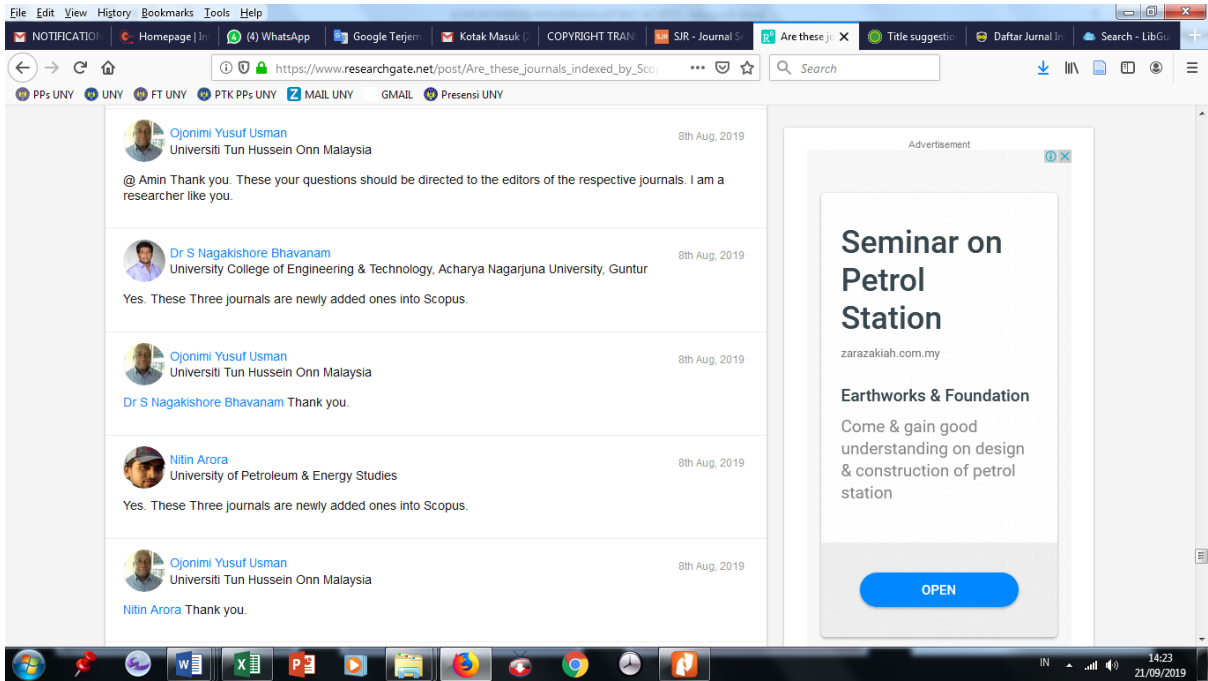 File Edit View History Bookmarks Tools Help
NOTIFICATION Homepage | In (4) WhatsApp Google Terjem Kotak Masuk (2 COPYRIGHT TRAN SJR - Journal S Are these jo Title suggestio Daftar Jurnal In Search - LibGu
https://www.researchgate.net/post/Are_these_journals_indexed_by_Sco Search
PPs UNY UNY FT UNY PTK PPs UNY MAIL UNY GMAIL Presensi UNY
Ojonimi Yusuf Usman 8th Aug, 2019
Universiti Tun Hussein Onn Malaysia
@ Amin Thank you. These your questions should be directed to the editors of the respective journals. I am a
researcher like you.
Dr S Nagakishore Bhavanam 8th Aug, 2019
University College of Engineering & Technology, Acharya Nagarjuna University, Guntur
Yes. These Three journals are newly added ones into Scopus.
Ojonimi Yusuf Usman 8th Aug, 2019
Universiti Tun Hussein Onn Malaysia
Dr S Nagakishore Bhavanam Thank you.
Nitin Arora 8th Aug, 2019
University of Petroleum & Energy Studies
Yes. These Three journals are newly added ones into Scopus.
Ojonimi Yusuf Usman 8th Aug, 2019
Universiti Tun Hussein Onn Malaysia
Nitin Arora Thank you.
Advertisement
Seminar on
Petrol
Station
zarazakiah.com.my
Earthworks & Foundation
Come & gain good
understanding on design
& construction of petrol
station
OPEN
IN 14:23
21/09/2019